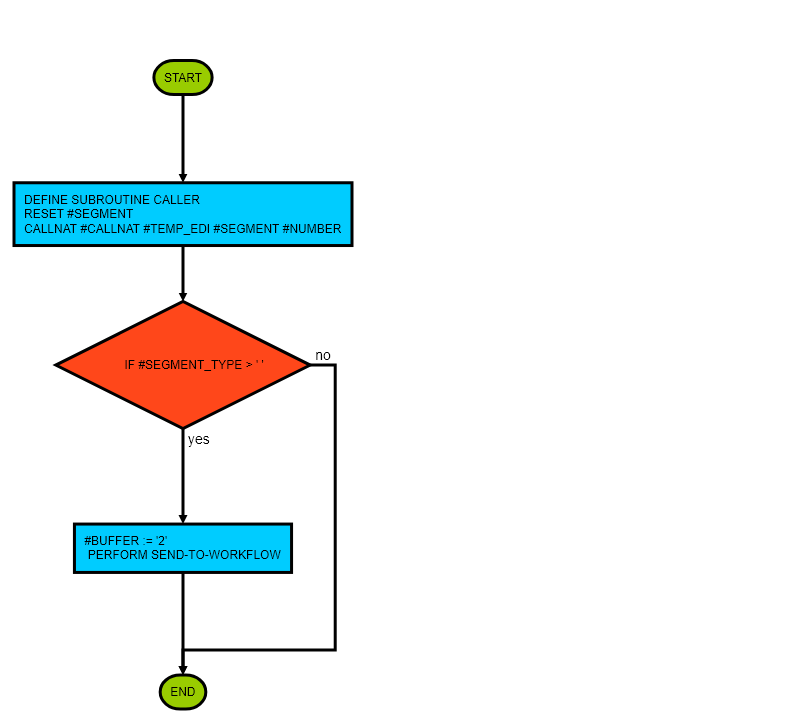 START
DEFINE SUBROUTINE CALLER
RESET #SEGMENT
CALLNAT #CALLNAT #TEMP_EDI #SEGMENT #NUMBER
IF #SEGMENT_TYPE > ' '
no
yes
#BUFFER := '2'
PERFORM SEND-TO-WORKFLOW
END